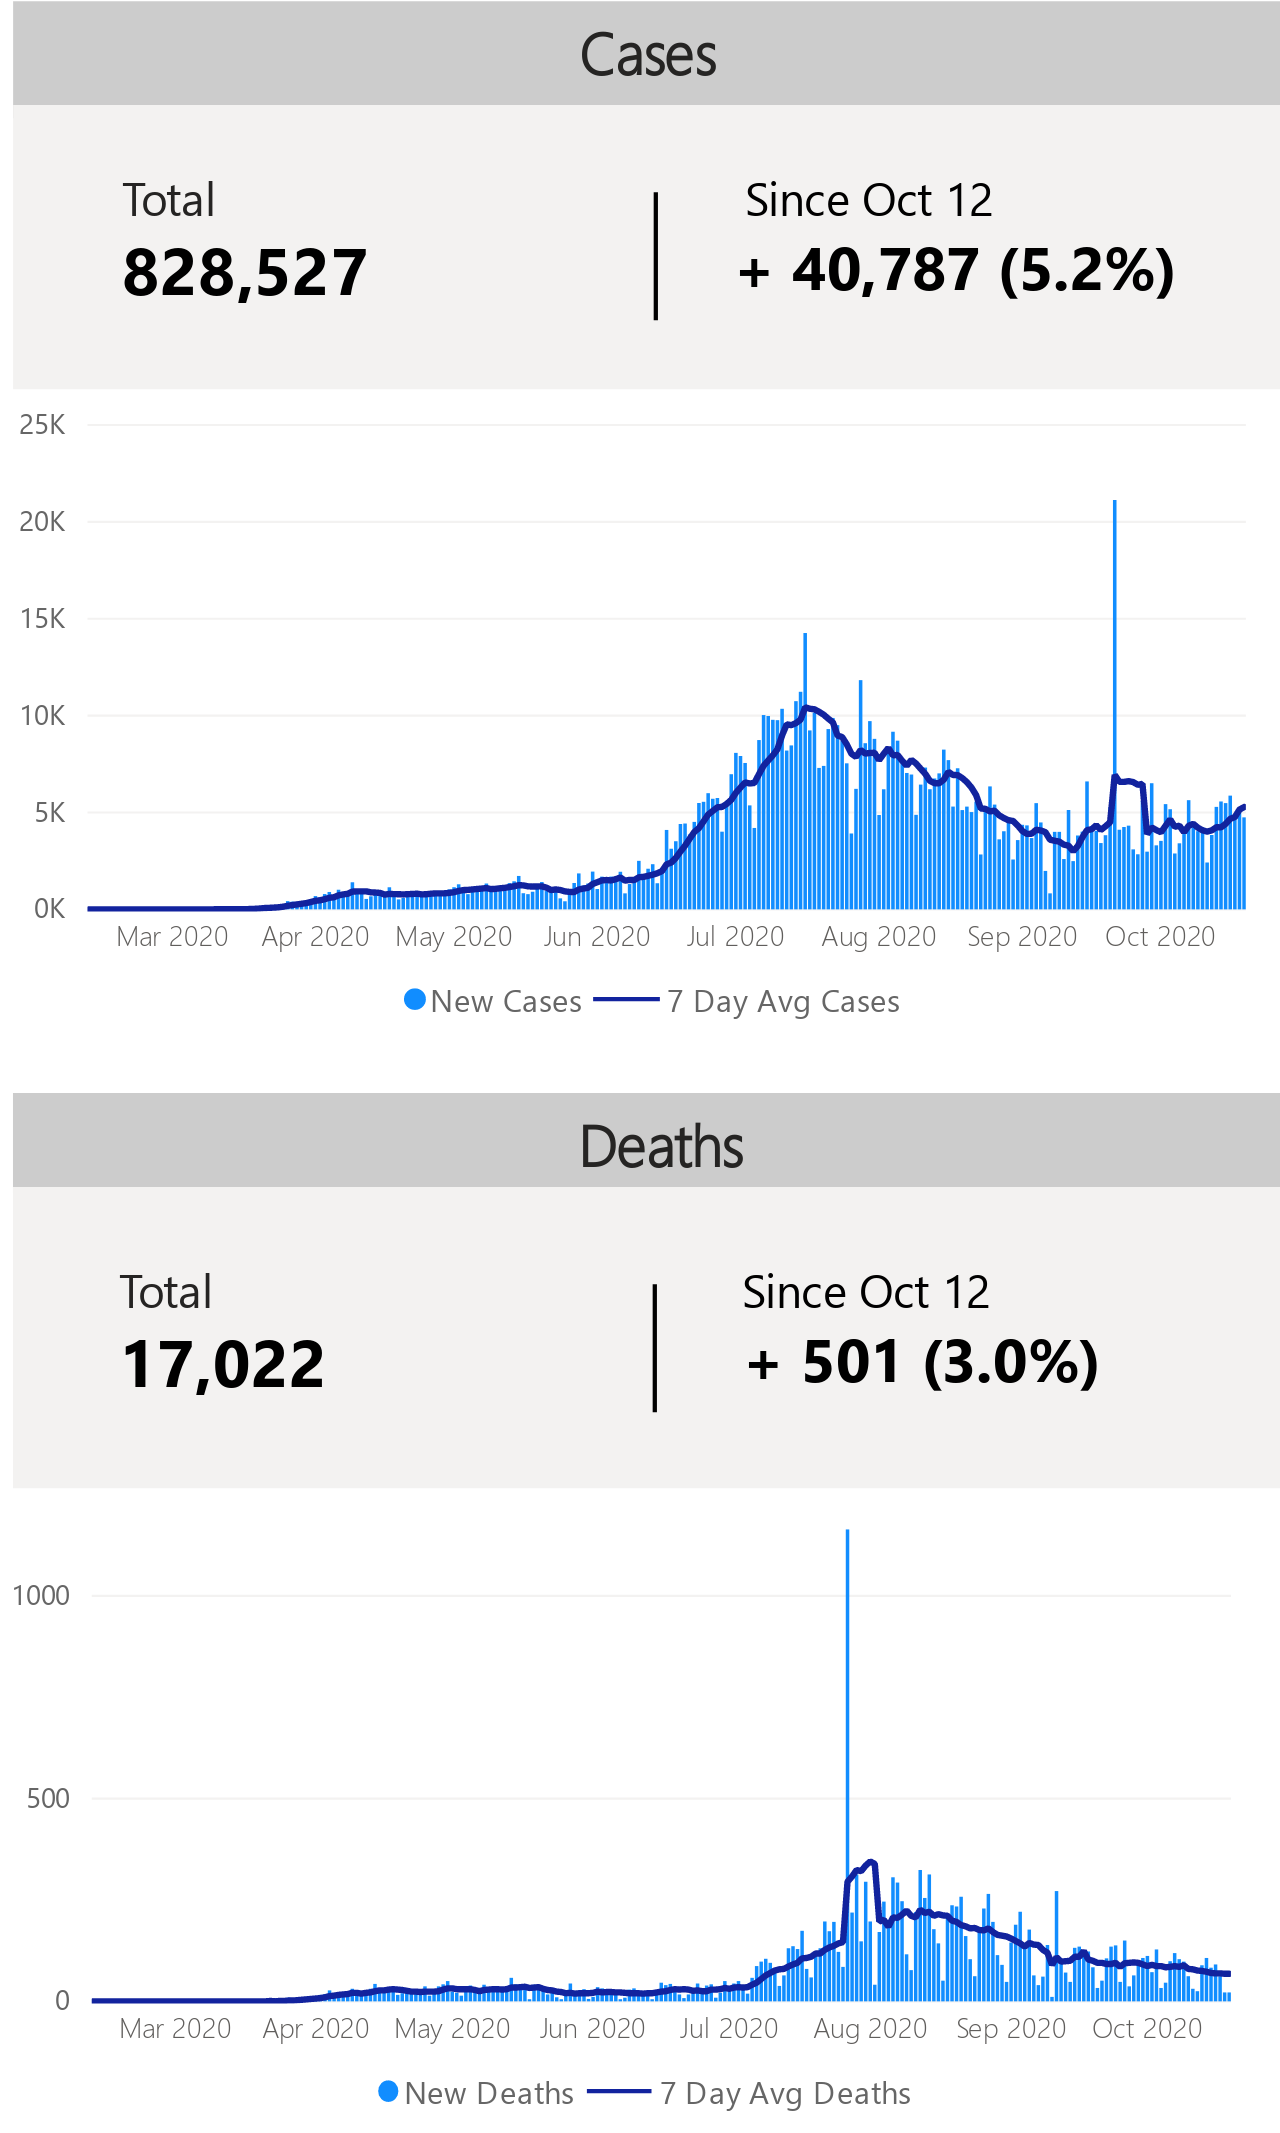 Cases
Total
Since Oct 12
828,527
+ 40,787 (5.2%)
25K
20K
15K
10K
5K
0K
Mar 2020 Apr 2020 May 2020 Jun 2020 Jul 2020 Aug 2020 Sep 2020 Oct 2020
New Cases 7 Day Avg Cases
Deaths
Total
Since Oct 12
17,022
+ 501 (3.0%)
1000
500
0
Mar 2020 Apr 2020 May 2020 Jun 2020 Jul 2020 Aug 2020 Sep 2020 Oct 2020
New Deaths 7 Day Avg Deaths